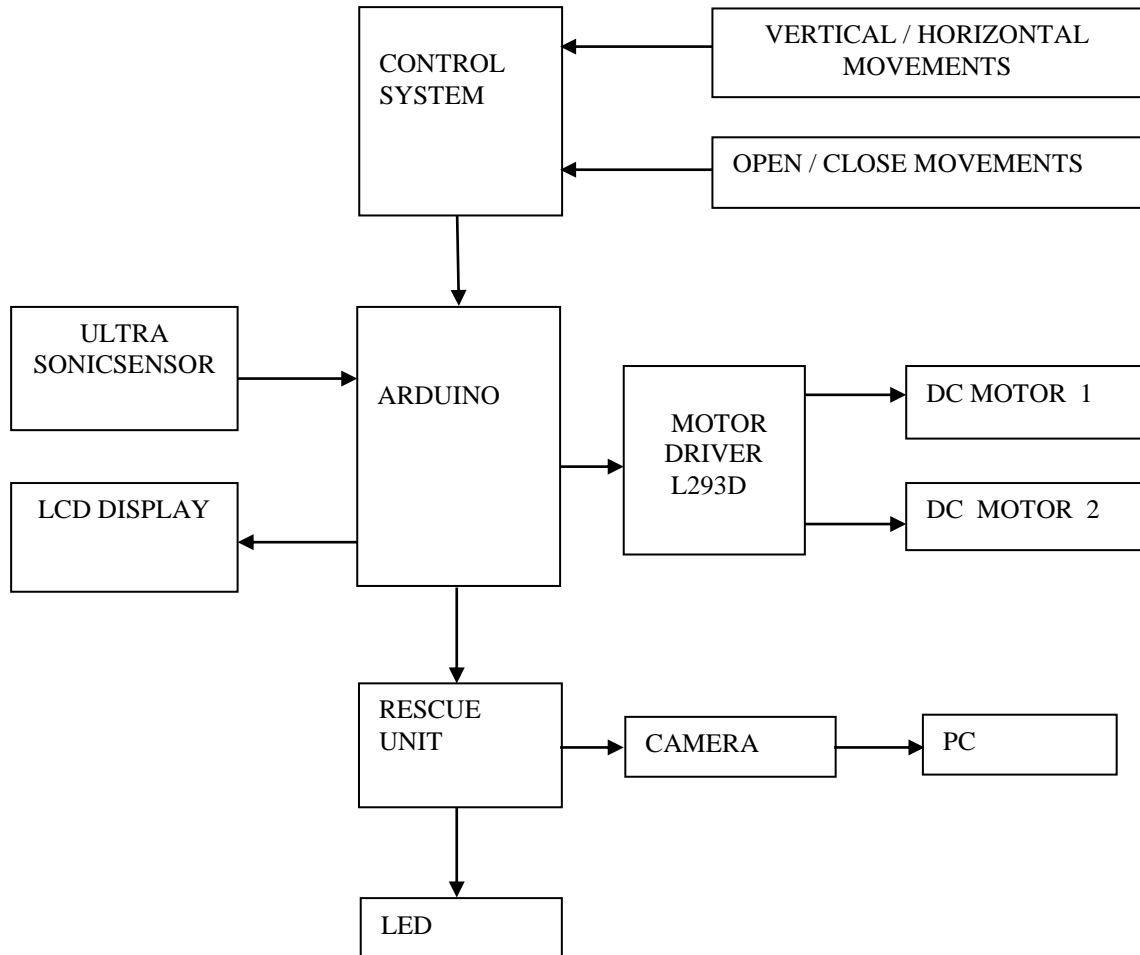 VERTICAL / HORIZONTAL
MOVEMENTS
CONTROL
SYSTEM
OPEN / CLOSE MOVEMENTS
ULTRA
SONICSENSOR
ARDUINO
MOTOR
DRIVER
L293D
DC MOTOR 1
LCD DISPLAY
DC MOTOR 2
RESCUE
UNIT
CAMERA
PC
LED